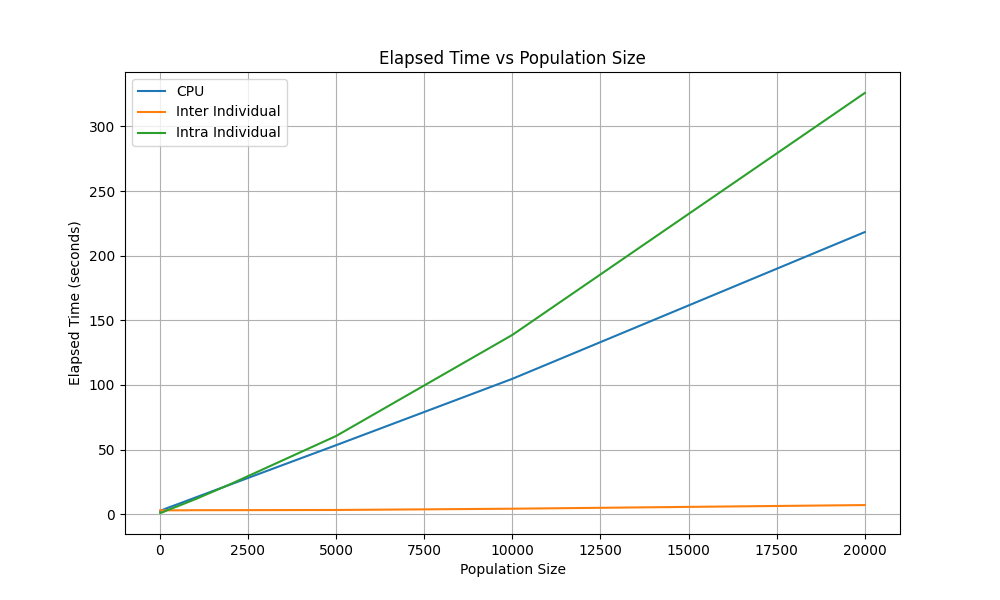 Elapsed Time vs Population Size
CPU
Inter Individual
Intra Individual
Elapsed Time (seconds)
300
250
200
150
100
50
0
0 2500 5000 7500 10000 12500 15000 17500 20000
Population Size